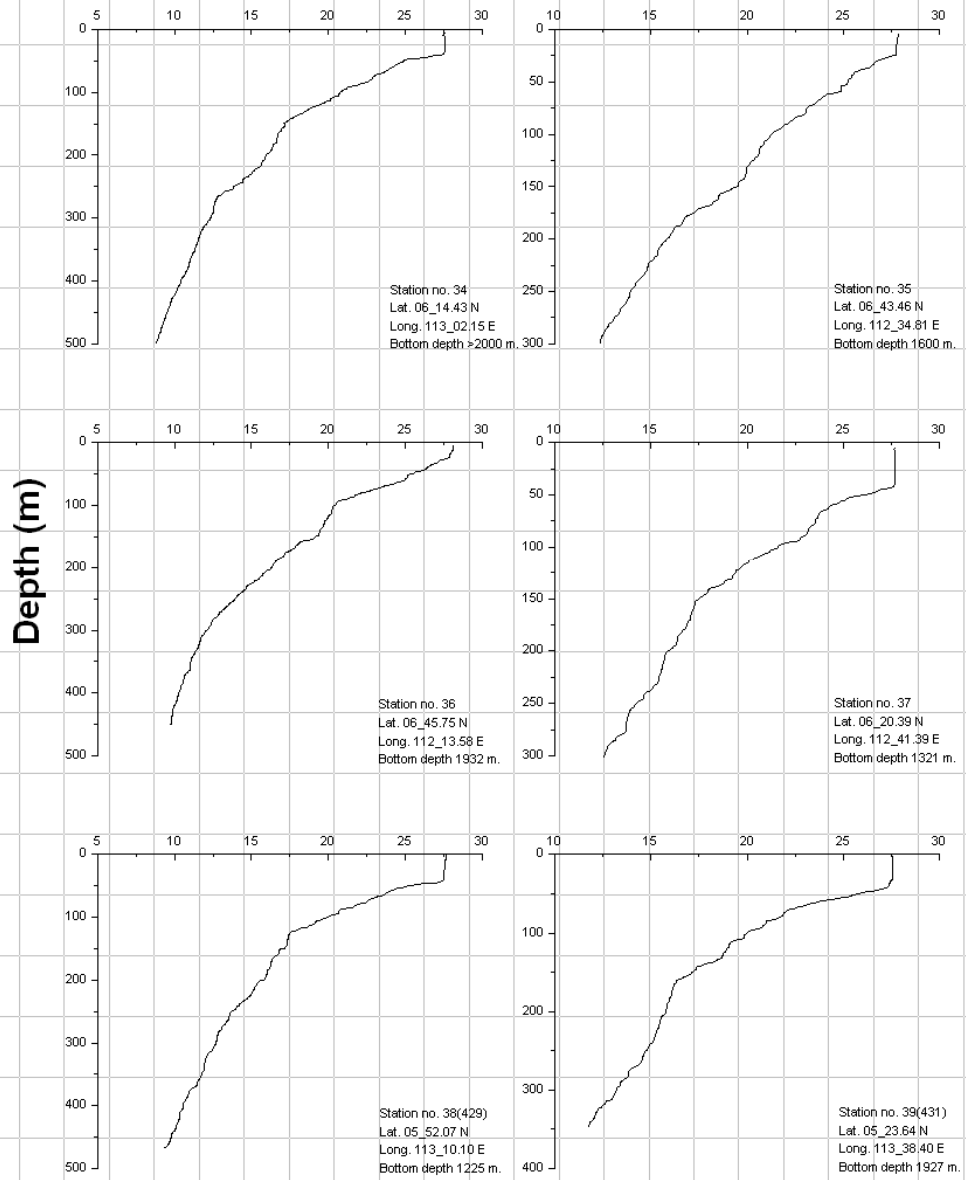 Depth (m)
5 10 15 20 25 30
0
100
200
300
400
500
Station no. 34
Lat. 06_14.43 N
Long. 113_02.15 E
Bottom depth >2000 m.
10 15 20 25 30
0
50
100
150
200
250
300
Station no. 35
Lat. 06_43.46 N
Long. 112_34.81 E
Bottom depth 1600 m.
5 10 15 20 25 30
0
100
200
300
400
500
Station no. 36
Lat. 06_45.75 N
Long. 112_13.58 E
Bottom depth 1932 m.
10 15 20 25 30
0
50
100
150
200
250
300
Station no. 37
Lat. 06_20.39 N
Long. 112_41.39 E
Bottom depth 1321 m.
5 10 15 20 25 30
0
100
200
300
400
500
Station no. 38(429)
Lat. 05_52.07 N
Long. 113_10.10 E
Bottom depth 1225 m.
10 15 20 25 30
0
100
200
300
400
Station no. 39(431)
Lat. 05_23.64 N
Long. 113_38.40 E
Bottom depth 1927 m.